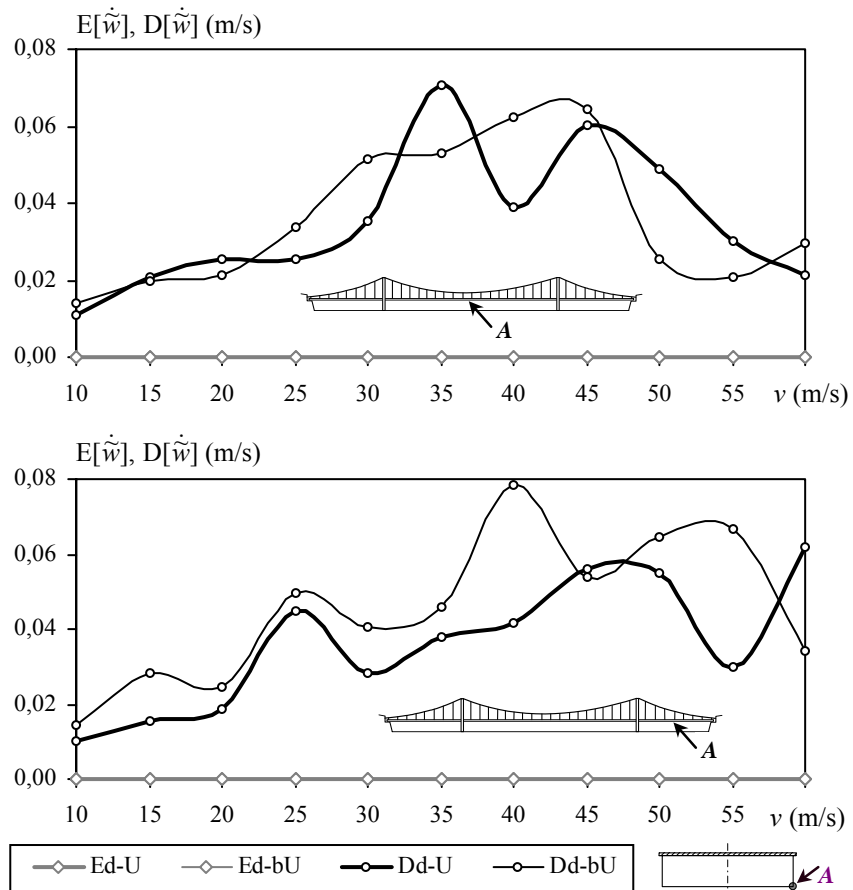 E[w̃̇], D[w̃̇] (m/s)
0,08
0,06
0,04
0,02
0,00
A
10 15 20 25 30 35 40 45 50 55 v (m/s)
E[w̃̇], D[w̃̇] (m/s)
0,08
0,06
0,04
0,02
0,00
A
10 15 20 25 30 35 40 45 50 55 v (m/s)
Ed-U Ed-bU Dd-U Dd-bU
A